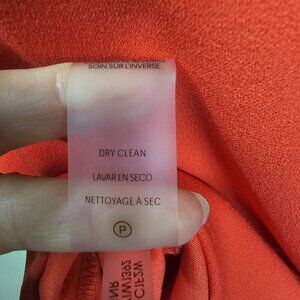 SOIN SUR L'INVERSE
DRY CLEAN
LAVAR EN SECO
NETTOYAGE À SEC
P